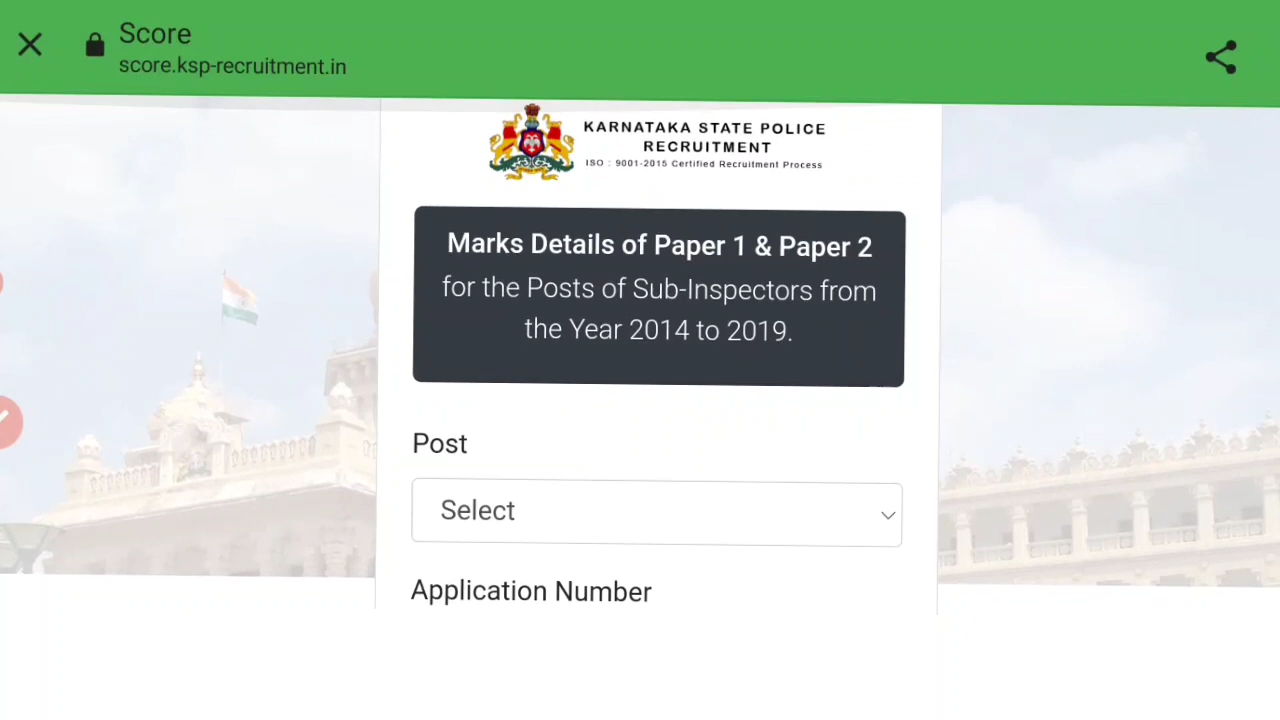 Score
score.ksp-recruitment.in
KARNATAKA STATE POLICE
RECRUITMENT
ISO : 9001-2015 Certified Recruitment Process
Marks Details of Paper 1 & Paper 2
for the Posts of Sub-Inspectors from
the Year 2014 to 2019.
Post
Select
Application Number